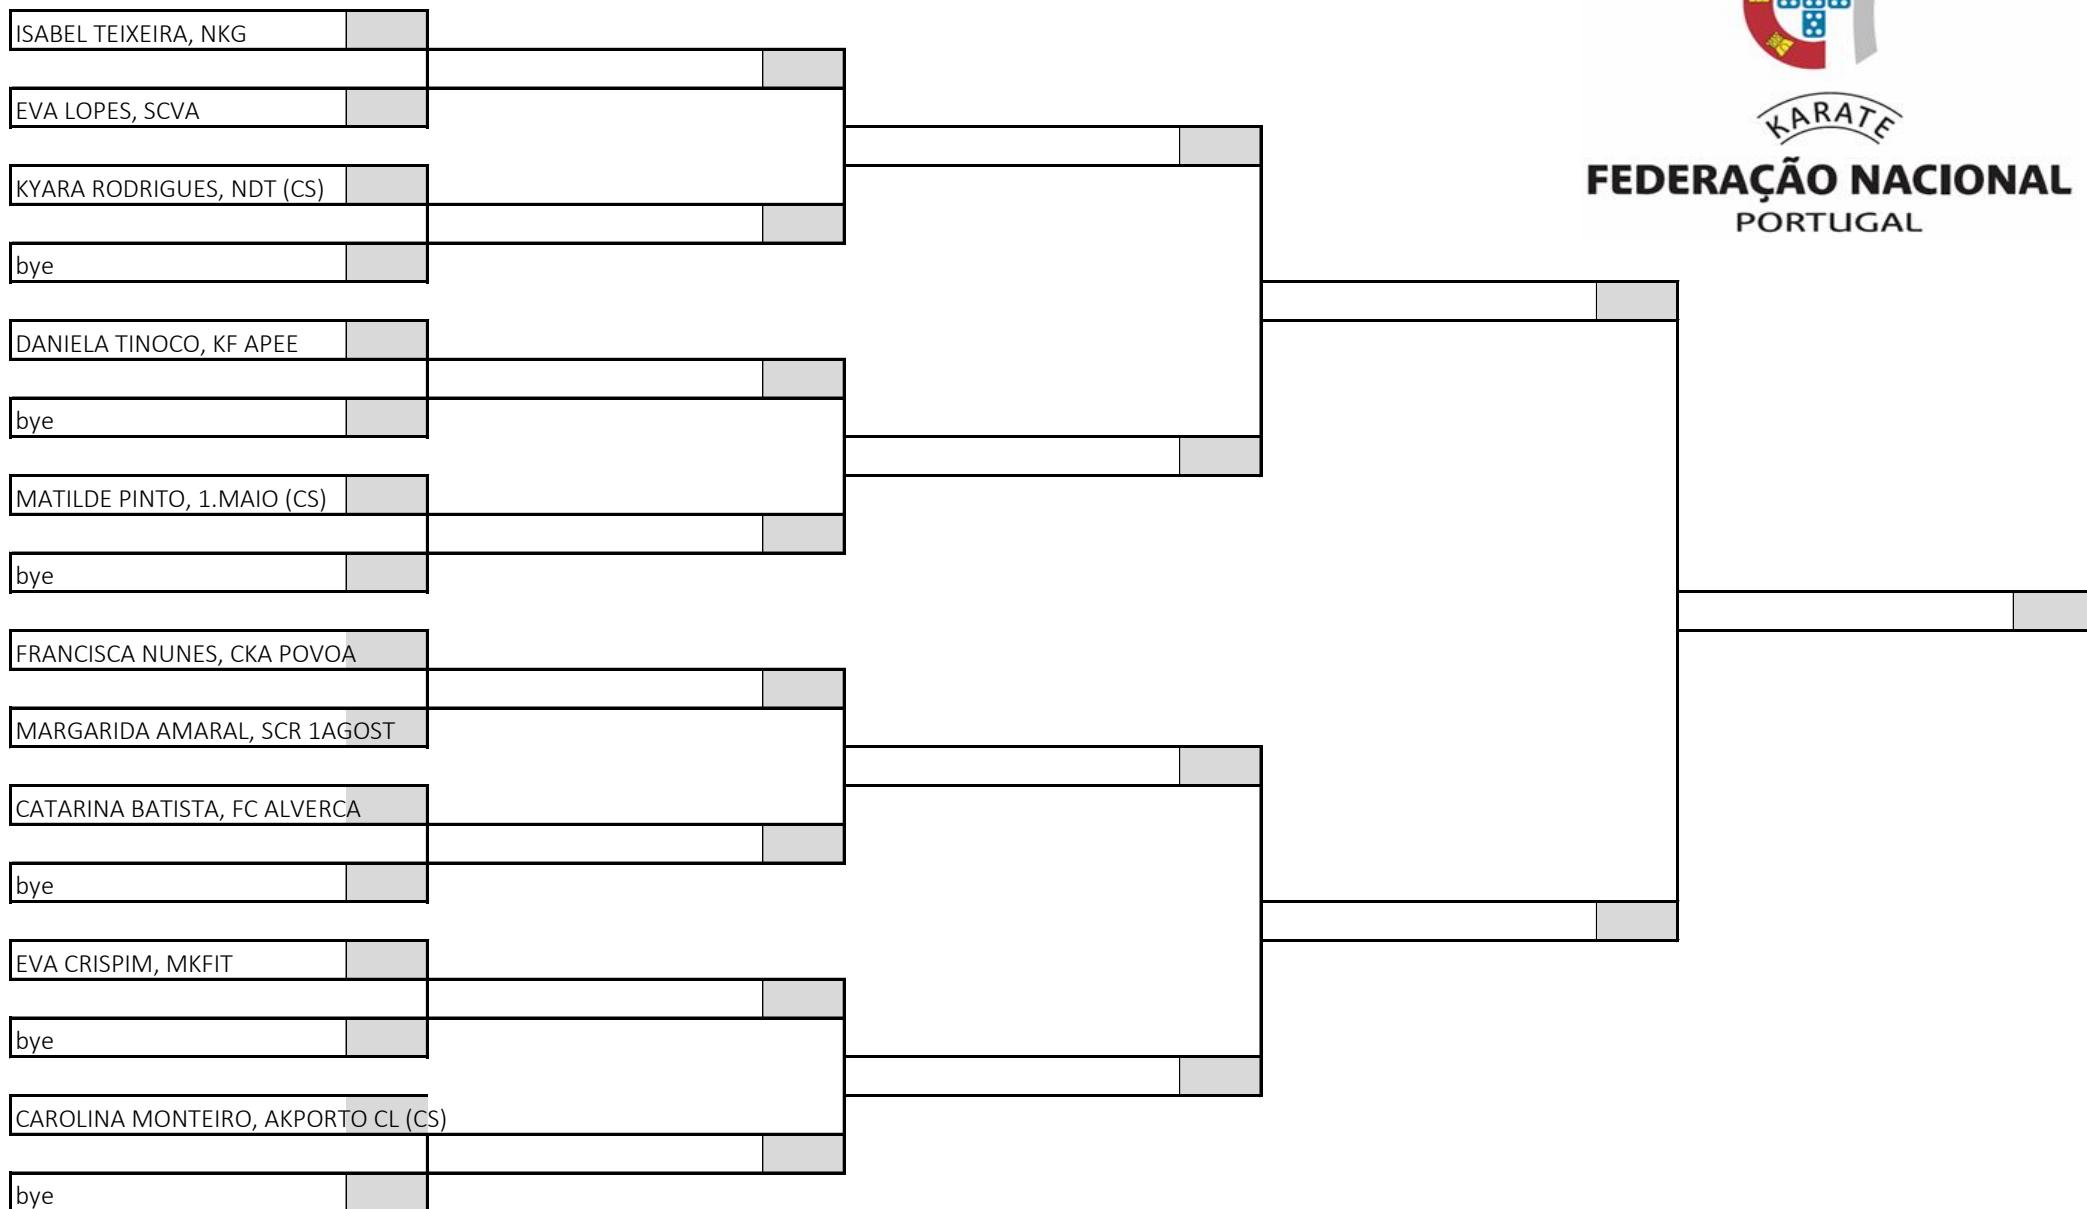 ISABEL TEIXEIRA, NKG
EVA LOPES, SCVA
KYARA RODRIGUES, NDT (CS)
bye
DANIELA TINOCO, KF APEE
bye
MATILDE PINTO, 1.MAIO (CS)
bye
FRANCISCA NUNES, CKA POVOA
MARGARIDA AMARAL, SCR 1AGOST
CATARINA BATISTA, FC ALVERCA
bye
EVA CRISPIM, MKFIT
bye
CAROLINA MONTEIRO, AKPORTO CL (CS)
bye
KARATE
FEDERAÇÃO NACIONAL
PORTUGAL